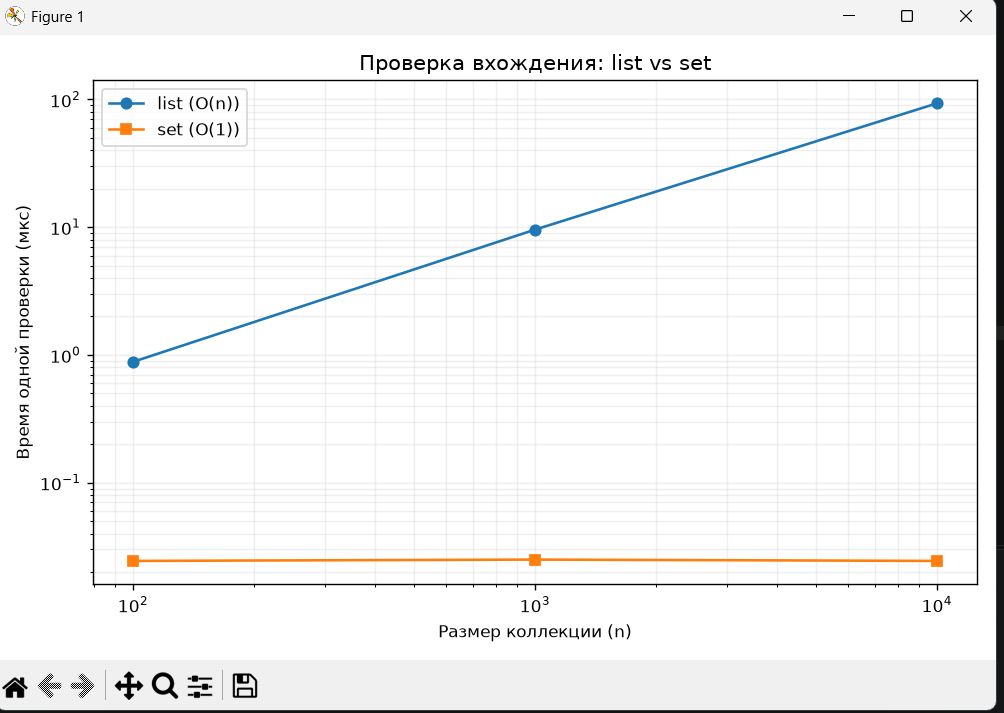 Figure 1
Проверка вхождения: list vs set
list (O(n))
set (O(1))
Время одной проверки (мкс)
10²
10¹
10⁰
10⁻¹
10²
10³
10⁴
Размер коллекции (n)